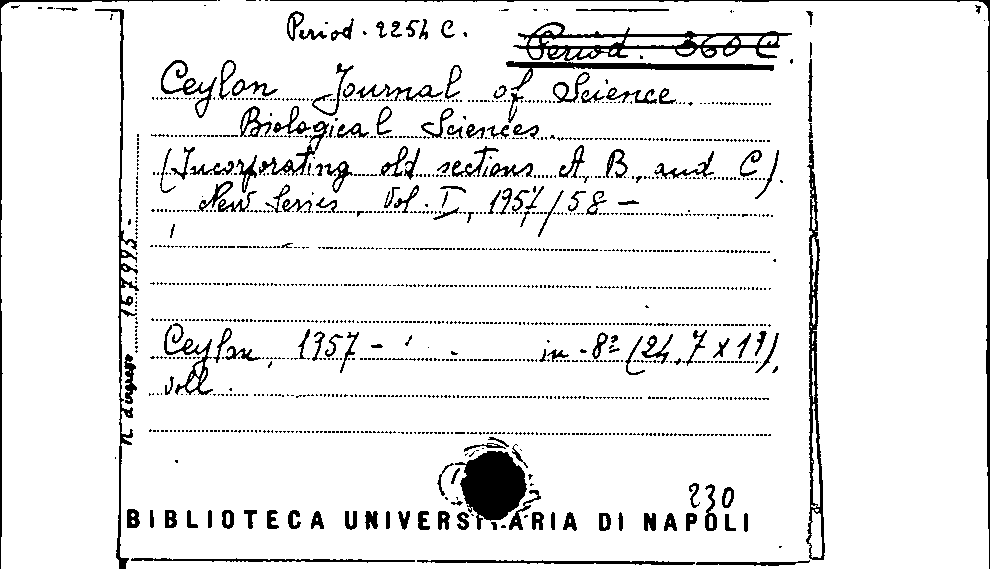 Period. 2254 C.
Period. 360 C.
Ceylon Journal of Science.
Biological Sciences.
(Incorporating old sections A, B, and C).
New Series, Vol. I, 1957/58 –
Ceylon, 1957 – . in-8º (24,7 x 17),
voll.
N. d'ingresso 167995 -
230
BIBLIOTECA UNIVERSITARIA DI NAPOLI